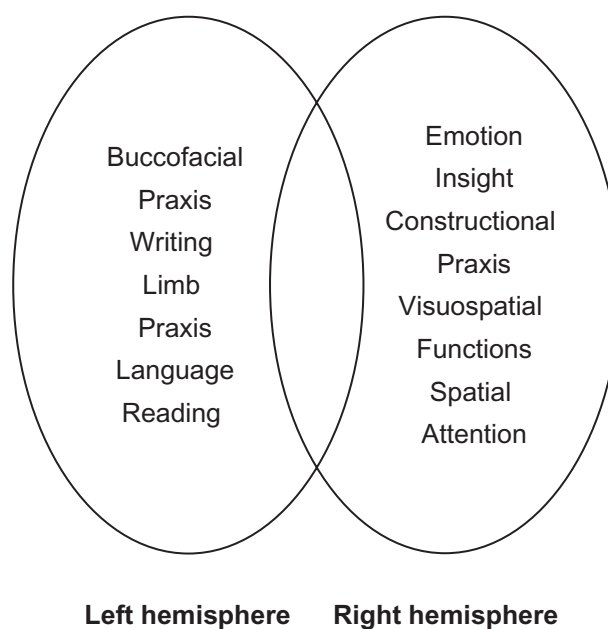 Buccofacial
Praxis
Writing
Limb
Praxis
Language
Reading
Emotion
Insight
Constructional
Praxis
Visuospatial
Functions
Spatial
Attention
Left hemisphere
Right hemisphere